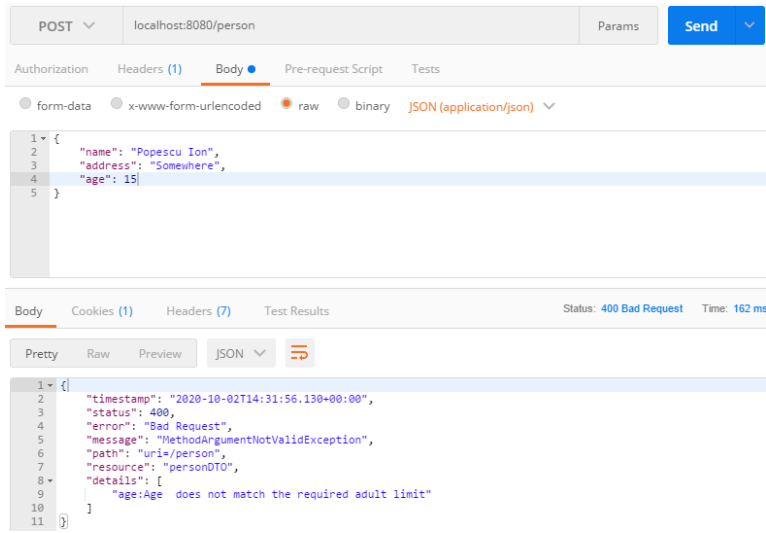 POST localhost:8080/person Params Send
Authorization Headers (1) Body Pre-request Script Tests
form-data x-www-form-urlencoded raw binary JSON (application/json)
1 {
2 "name": "Popescu Ion",
3 "address": "Somewhere",
4 "age": 15
5 }
Body Cookies (1) Headers (7) Test Results Status: 400 Bad Request Time: 162 ms
Pretty Raw Preview JSON
1 {
2 "timestamp": "2020-10-02T14:31:56.130+00:00",
3 "status": 400,
4 "error": "Bad Request",
5 "message": "MethodArgumentNotValidException",
6 "path": "uri=/person",
7 "resource": "personDTO",
8 "details": [
9 "age:Age  does not match the required adult limit"
10 ]
11 }